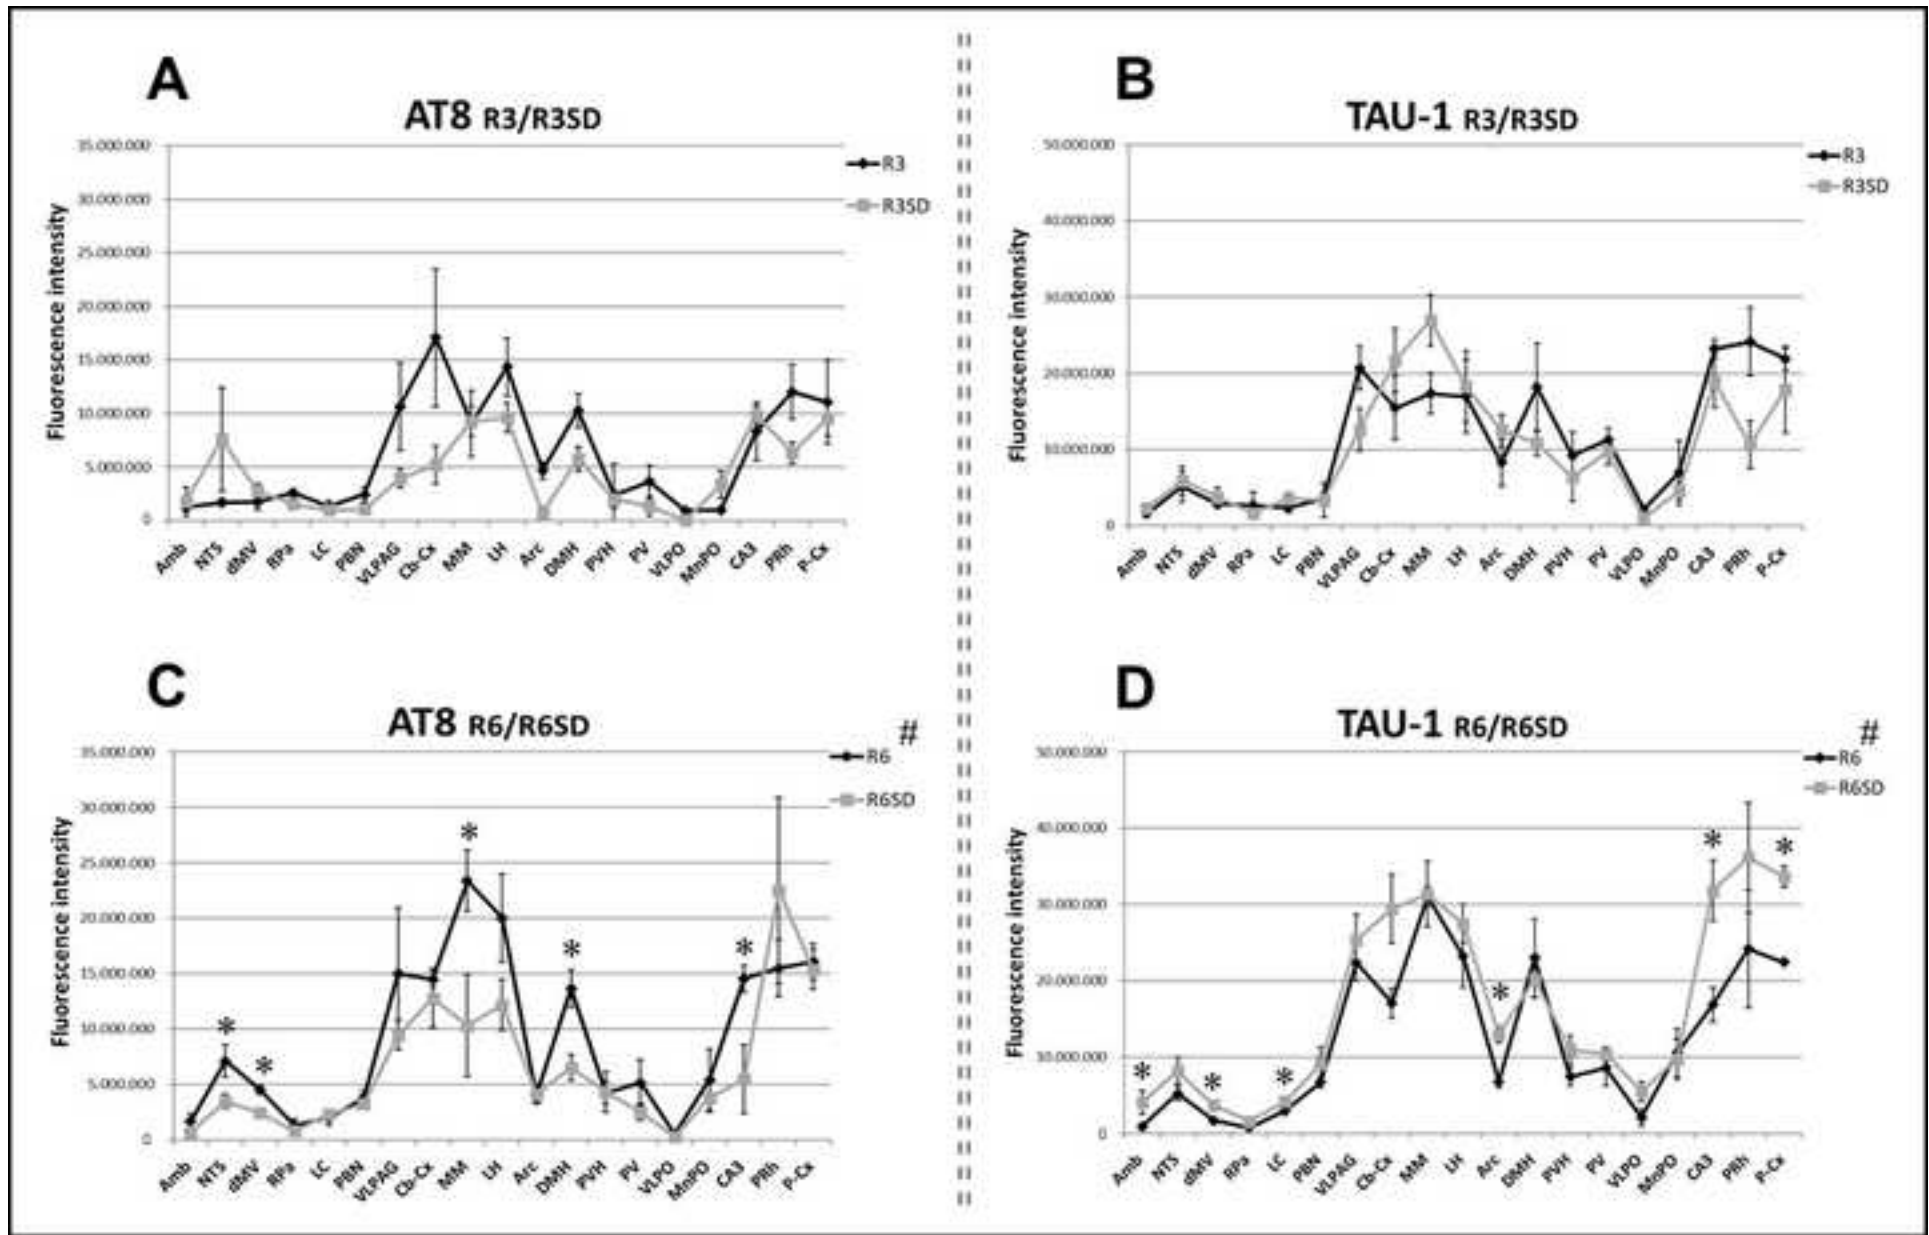 A
AT8 R3/R3SD
Fluorescence intensity
35.000.000
30.000.000
25.000.000
20.000.000
15.000.000
10.000.000
5.000.000
0
R3
R3SD
Amb NTS dMV RPa LC PBN VLPAG Cb-Cx MM LH Arc DMH PVH PV VLPO MnPO CA3 PRh P-Cx
B
TAU-1 R3/R3SD
Fluorescence intensity
50.000.000
40.000.000
30.000.000
20.000.000
10.000.000
0
R3
R3SD
Amb NTS dMV RPa LC PBN VLPAG Cb-Cx MM LH Arc DMH PVH PV VLPO MnPO CA3 PRh P-Cx
C
AT8 R6/R6SD
#
Fluorescence intensity
35.000.000
30.000.000
25.000.000
20.000.000
15.000.000
10.000.000
5.000.000
0
R6
R6SD
* * * * *
Amb NTS dMV RPa LC PBN VLPAG Cb-Cx MM LH Arc DMH PVH PV VLPO MnPO CA3 PRh P-Cx
D
TAU-1 R6/R6SD
#
Fluorescence intensity
50.000.000
40.000.000
30.000.000
20.000.000
10.000.000
0
R6
R6SD
* * * * * *
Amb NTS dMV RPa LC PBN VLPAG Cb-Cx MM LH Arc DMH PVH PV VLPO MnPO CA3 PRh P-Cx